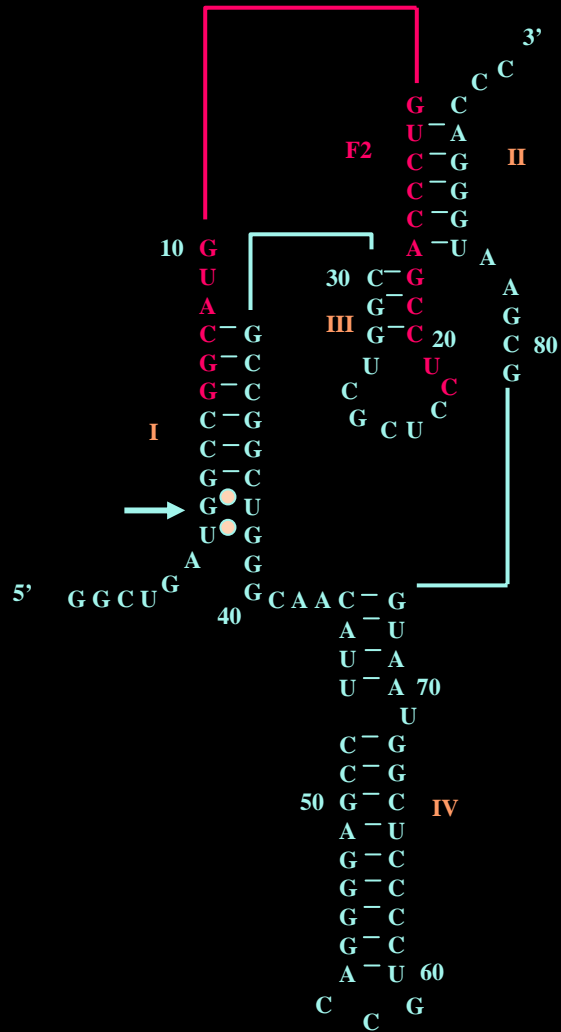 3’
C
C
G C
U A
F2 II
C G
C G
C G
10 G A U
A
U 30 C G
A
A G C
III
C G G C 20 G
80
C
G C U U G
G C C C
C G G C U C
I
C G
G C
G U
U G
A
5’ G G C U G G
40 G C A A C G
A U
U A
U A 70
U
C G
C G
50 G C IV
A U
G C
G C
G C
G C
A U 60
C G
C